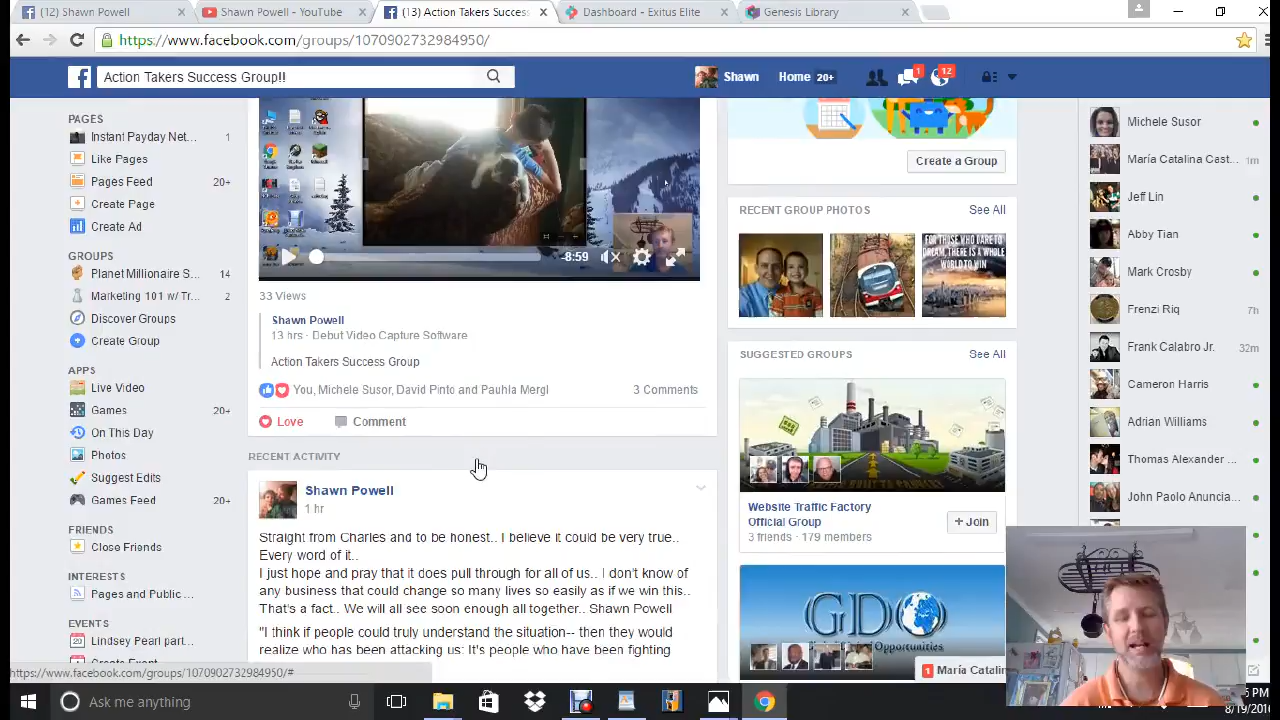 (12) Shawn Powell
Shawn Powell - YouTube
(13) Action Takers Succes
Dashboard - Exitus Elite
Genesis Library
https://www.facebook.com/groups/1070902732984950/
Action Takers Success Group!!
Shawn
Home 20+
1
12
PAGES
Instant Payday Net... 1
Like Pages
Pages Feed 20+
Create Page
Create Ad
GROUPS
Planet Millionaire S... 14
Marketing 101 w/ Tr... 2
Discover Groups
Create Group
APPS
Live Video
Games 20+
On This Day
Photos
Suggest Edits
Games Feed 20+
FRIENDS
Close Friends
INTERESTS
Pages and Public ...
EVENTS
Lindsey Pearl part...
Create Event
https://www.facebook.com/groups/1070902732984950/#
-8:59
33 Views
Shawn Powell
13 hrs · Debut Video Capture Software
Action Takers Success Group
You, Michele Susor, David Pinto and Pauhla Mergl
3 Comments
Love
Comment
RECENT ACTIVITY
Shawn Powell
1 hr
Straight from Charles and to be honest.. I believe it could be very true..
Every word of it..
I just hope and pray that it does pull through for all of us.. I don't know of
any business that can change so many lives so easily as if we can this..
That's a fact.. We will all see soon enough all together.. Shawn Powell
"I think if people could truly understand the situation-- then they would
realize who has been attacking us: It's people who have been fighting
Create a Group
RECENT GROUP PHOTOS
See All
FOR THOSE WHO DARE TO
DREAM, THERE IS A WHOLE
WORLD TO WIN
SUGGESTED GROUPS
See All
Website Traffic Factory
Official Group
3 friends · 179 members
+ Join
GIDO
Opportunities
1 María Catalin
Michele Susor
María Catalina Cast... 1m
Jeff Lin
Abby Tian
Mark Crosby
Frenzi Riq 7h
Frank Calabro Jr. 32m
Cameron Harris
Adrian Williams
Thomas Alexander ...
John Paolo Anuncia...
Ask me anything
PM
8/19/201